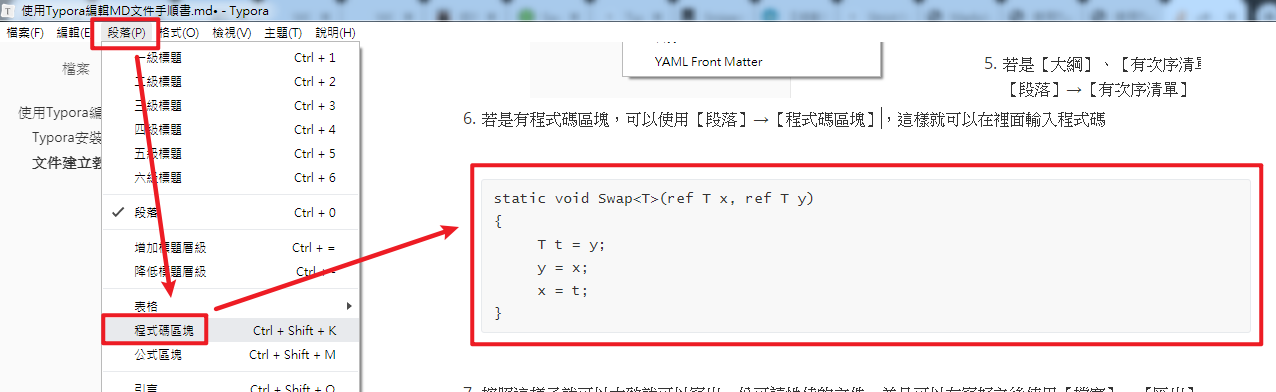 使用Typora編輯MD文件手順書.md• - Typora
檔案(F) 編輯(E 段落(P) 格式(O) 檢視(V) 主題(T) 說明(H)
檔案
使用Typora編
Typora安裝
文件建立教
一級標題 Ctrl + 1
二級標題 Ctrl + 2
三級標題 Ctrl + 3
四級標題 Ctrl + 4
五級標題 Ctrl + 5
六級標題 Ctrl + 6
段落 Ctrl + 0
增加標題層級 Ctrl + =
降低標題層級 Ctrl + -
表格
程式碼區塊 Ctrl + Shift + K
公式區塊 Ctrl + Shift + M
引言 Ctrl + Shift + Q
YAML Front Matter
5. 若是【大綱】、【有次序清單
【段落】→【有次序清單】
6. 若是有程式碼區塊，可以使用【段落】→【程式碼區塊】，這樣就可以在裡面輸入程式碼
static void Swap<T>(ref T x, ref T y)
{
T t = y;
y = x;
x = t;
}